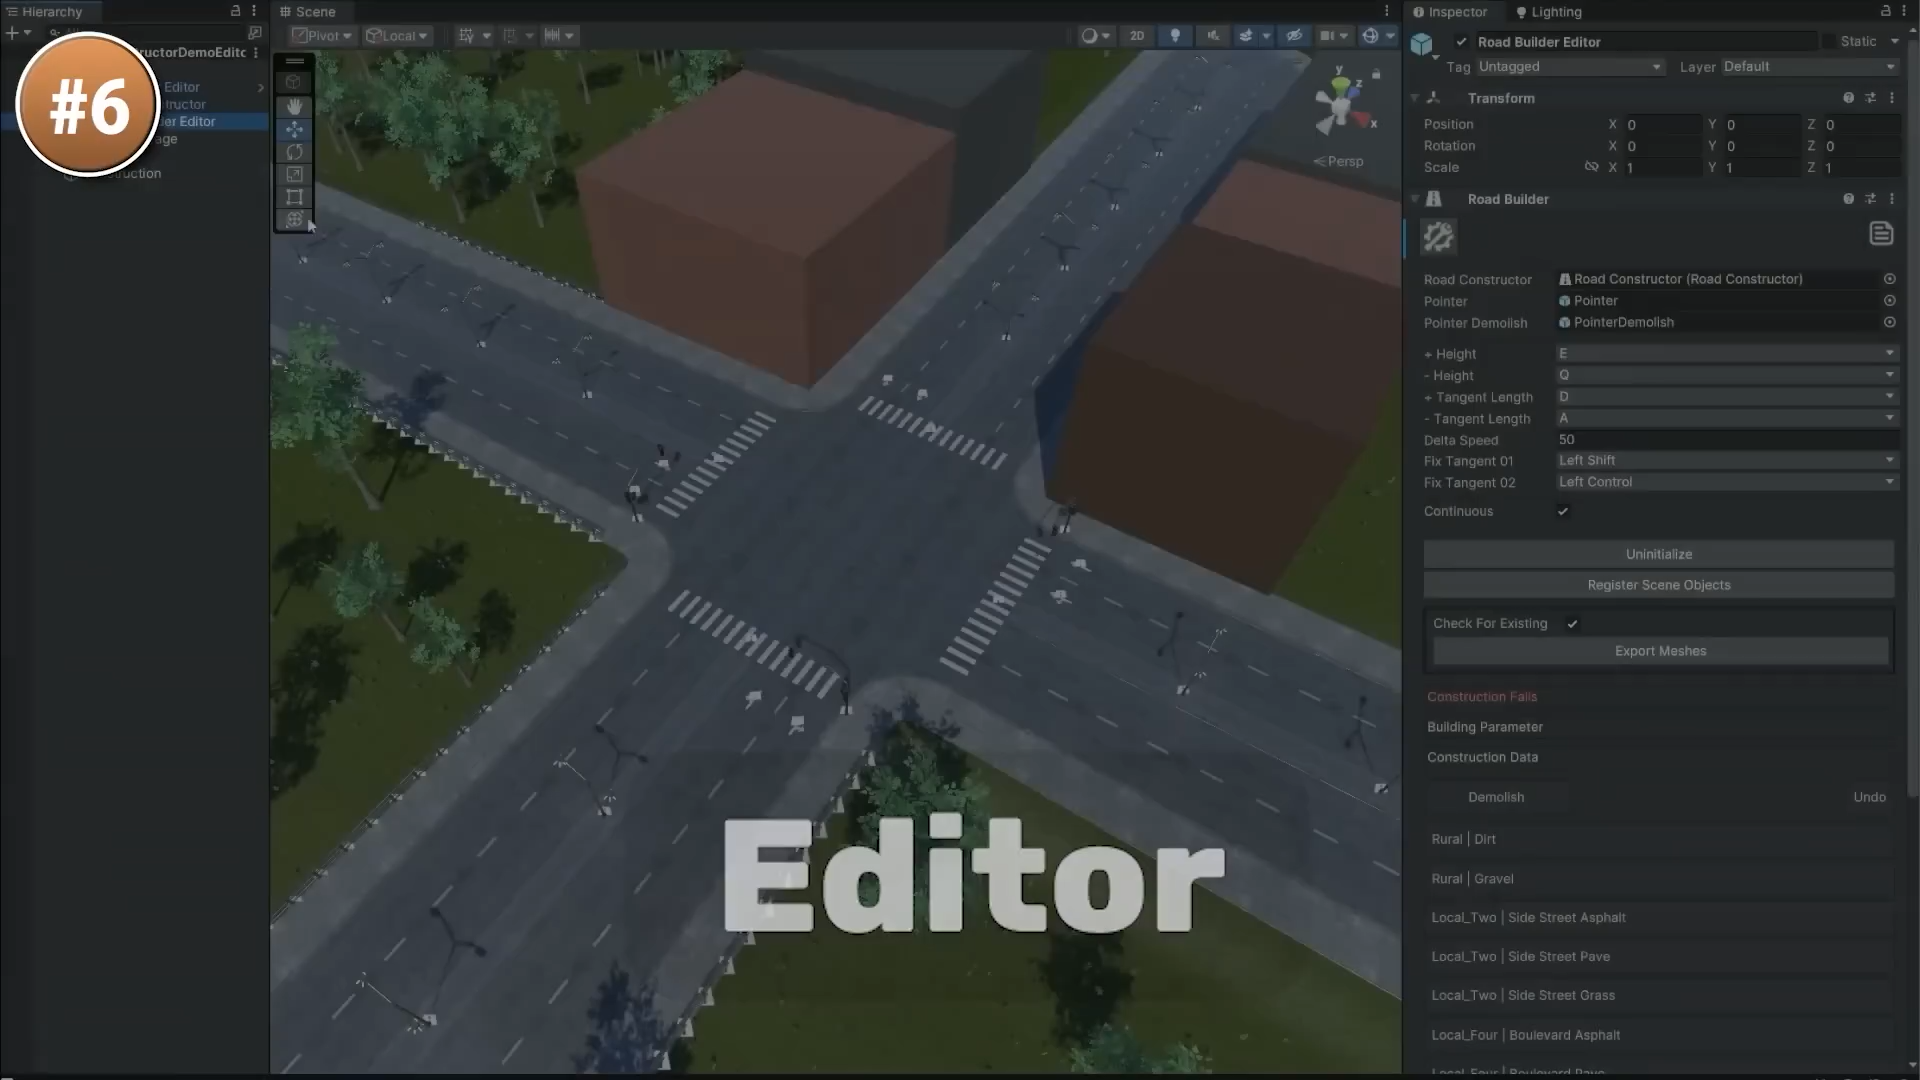 Hierarchy
#6
Editor
Scene
Pivot
Local
2D
y
z
x
Persp
Editor
Inspector
Lighting
Road Builder Editor
Static
Tag Untagged
Layer Default
Transform
Position X 0 Y 0 Z 0
Rotation X 0 Y 0 Z 0
Scale X 1 Y 1 Z 1
Road Builder
Road Constructor Road Constructor (Road Constructor)
Pointer Pointer
Pointer Demolish PointerDemolish
+ Height E
- Height Q
+ Tangent Length D
- Tangent Length A
Delta Speed 50
Fix Tangent 01 Left Shift
Fix Tangent 02 Left Control
Continuous
Uninitialize
Register Scene Objects
Check For Existing
Export Meshes
Construction Fails
Building Parameter
Construction Data
Demolish Undo
Rural | Dirt
Rural | Gravel
Local_Two | Side Street Asphalt
Local_Two | Side Street Pave
Local_Two | Side Street Grass
Local_Four | Boulevard Asphalt